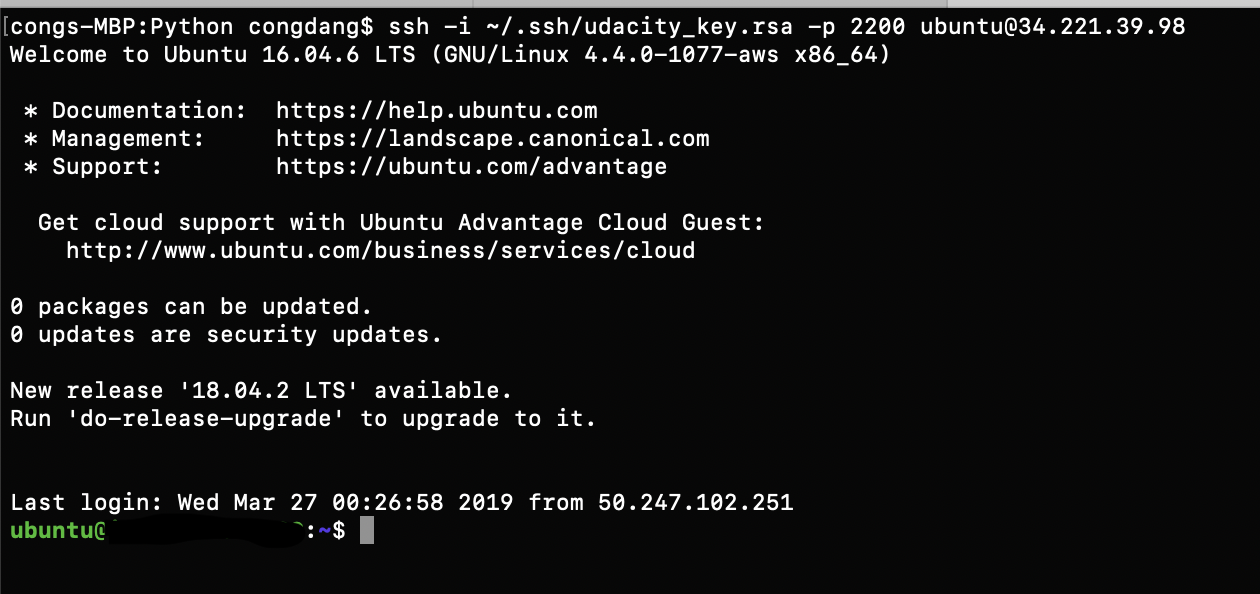 [congs-MBP:Python congdang$ ssh -i ~/.ssh/udacity_key.rsa -p 2200 ubuntu@34.221.39.98
Welcome to Ubuntu 16.04.6 LTS (GNU/Linux 4.4.0-1077-aws x86_64)
* Documentation:  https://help.ubuntu.com
* Management:     https://landscape.canonical.com
* Support:        https://ubuntu.com/advantage
Get cloud support with Ubuntu Advantage Cloud Guest:
http://www.ubuntu.com/business/services/cloud
0 packages can be updated.
0 updates are security updates.
New release '18.04.2 LTS' available.
Run 'do-release-upgrade' to upgrade to it.
Last login: Wed Mar 27 00:26:58 2019 from 50.247.102.251
ubuntu@ :~$